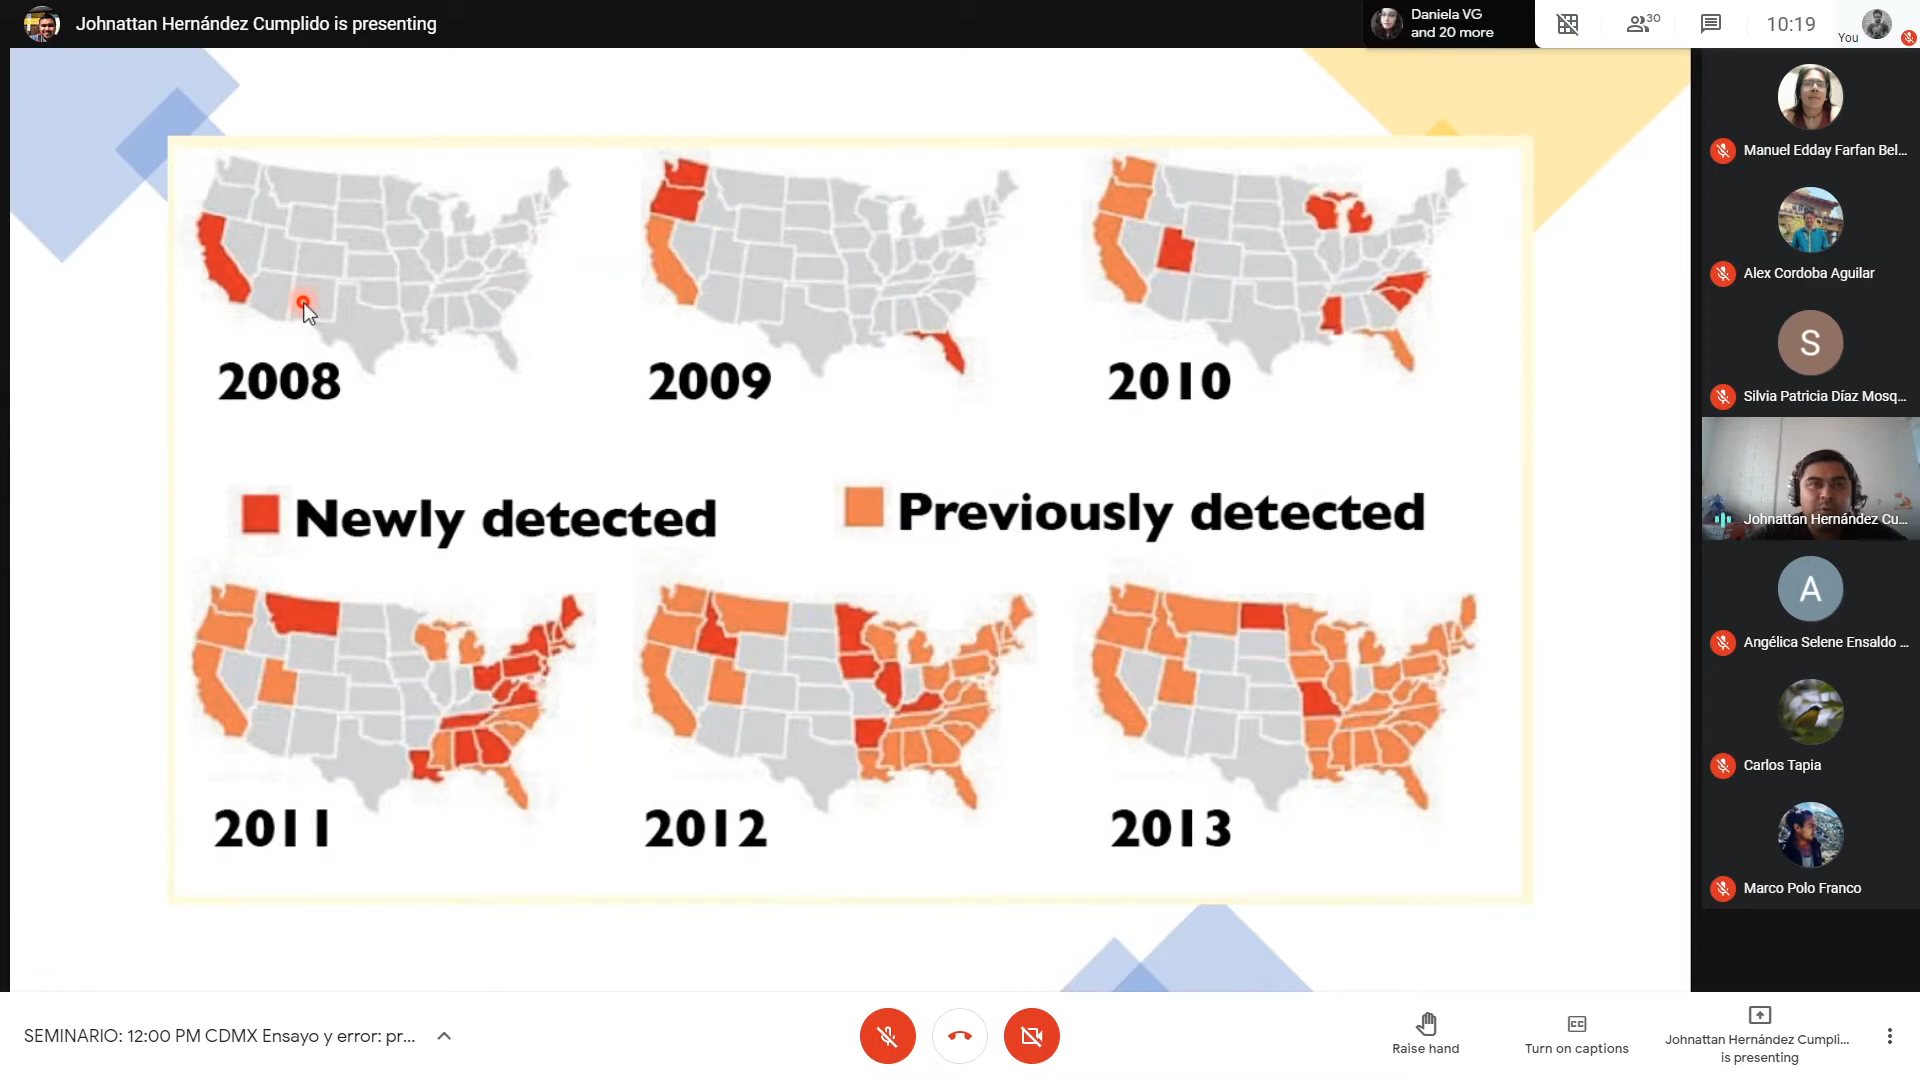 Johnattan Hernández Cumplido is presenting
Daniela VG
and 20 more
30
10:19
You
2008
2009
2010
Newly detected
Previously detected
2011
2012
2013
Manuel Edday Farfan Bel...
Alex Cordoba Aguilar
S
Silvia Patricia Díaz Mosq...
Johnattan Hernández Cu...
A
Angélica Selene Ensaldo ...
Carlos Tapia
Marco Polo Franco
SEMINARIO: 12:00 PM CDMX Ensayo y error: pr...
Raise hand
CC
Turn on captions
Johnattan Hernández Cumpli...
is presenting